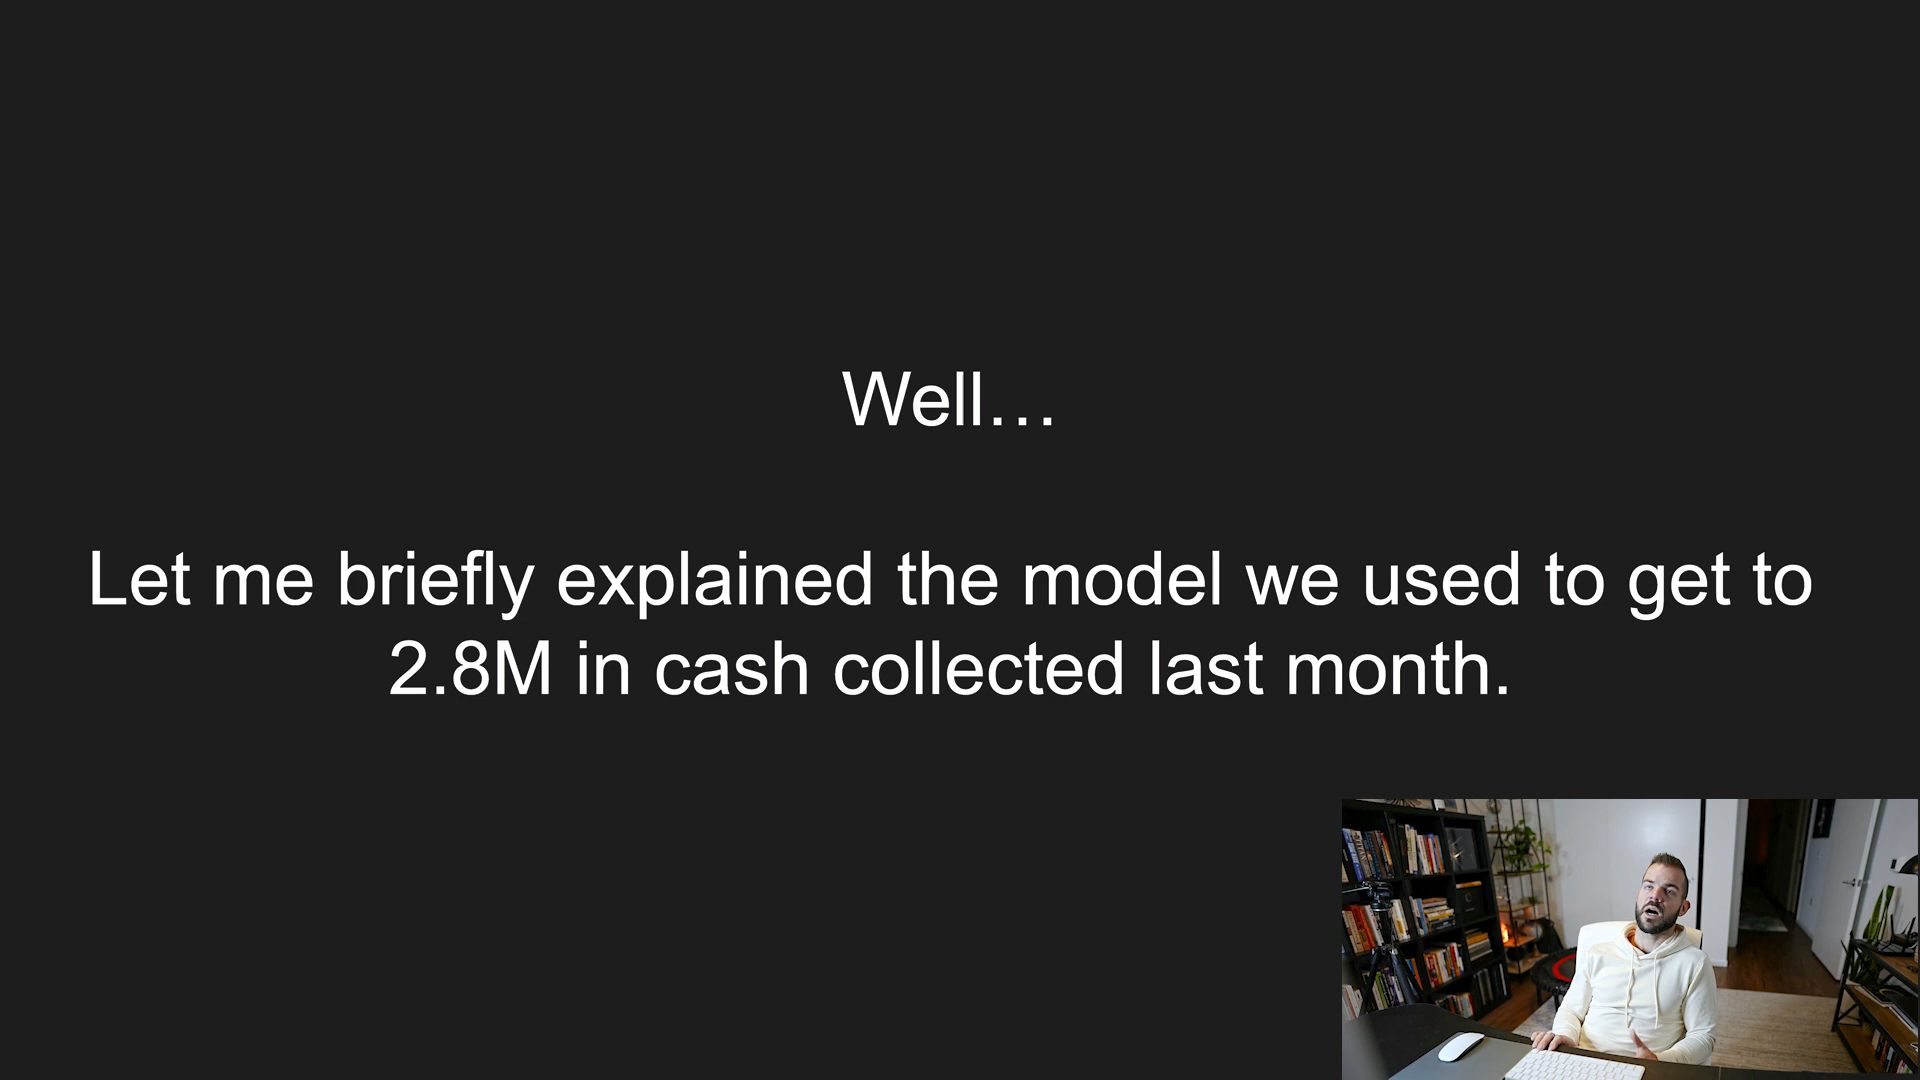 Well…
Let me briefly explained the model we used to get to
2.8M in cash collected last month.